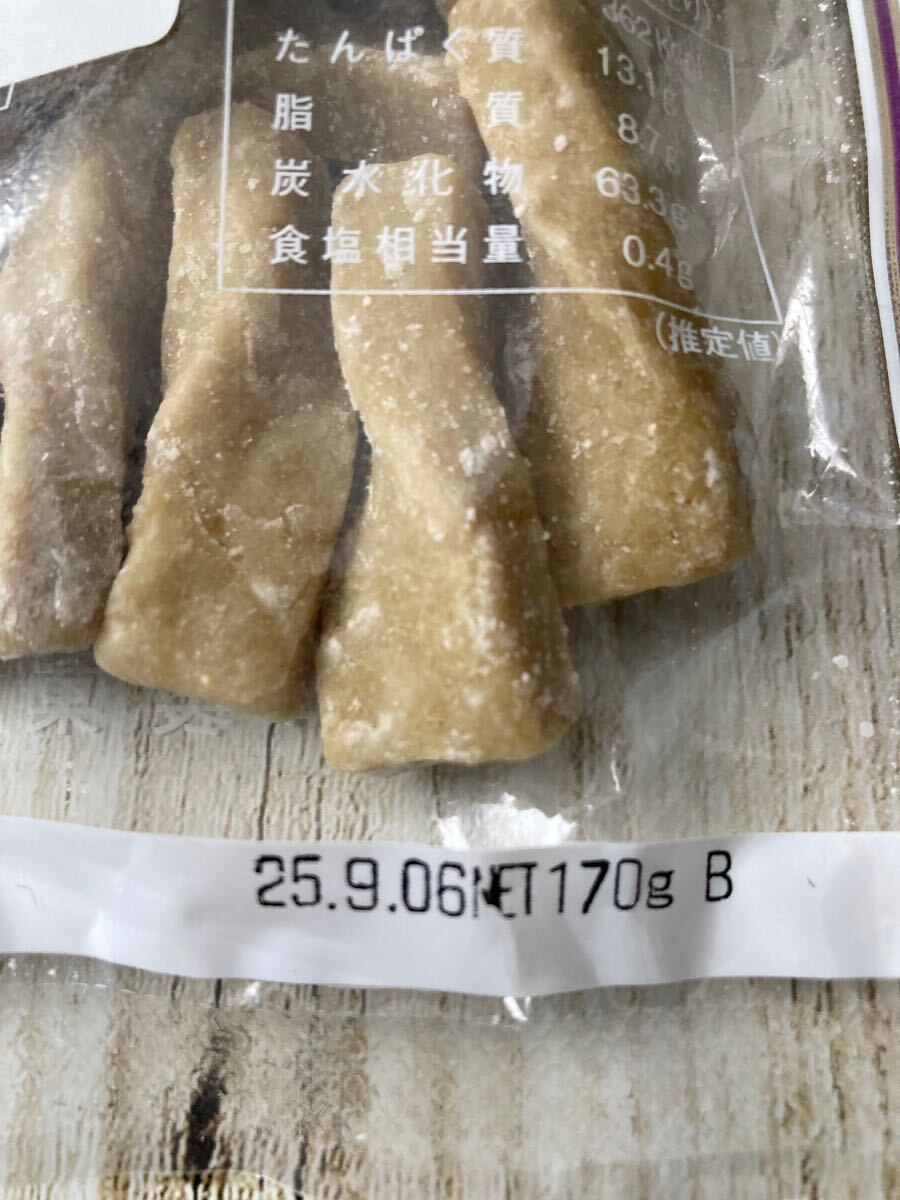 362kcal
たんぱく質 13.1g
脂質 8.7g
炭水化物 63.3g
食塩相当量 0.4g
(推定値)
25.9.06NET170g B